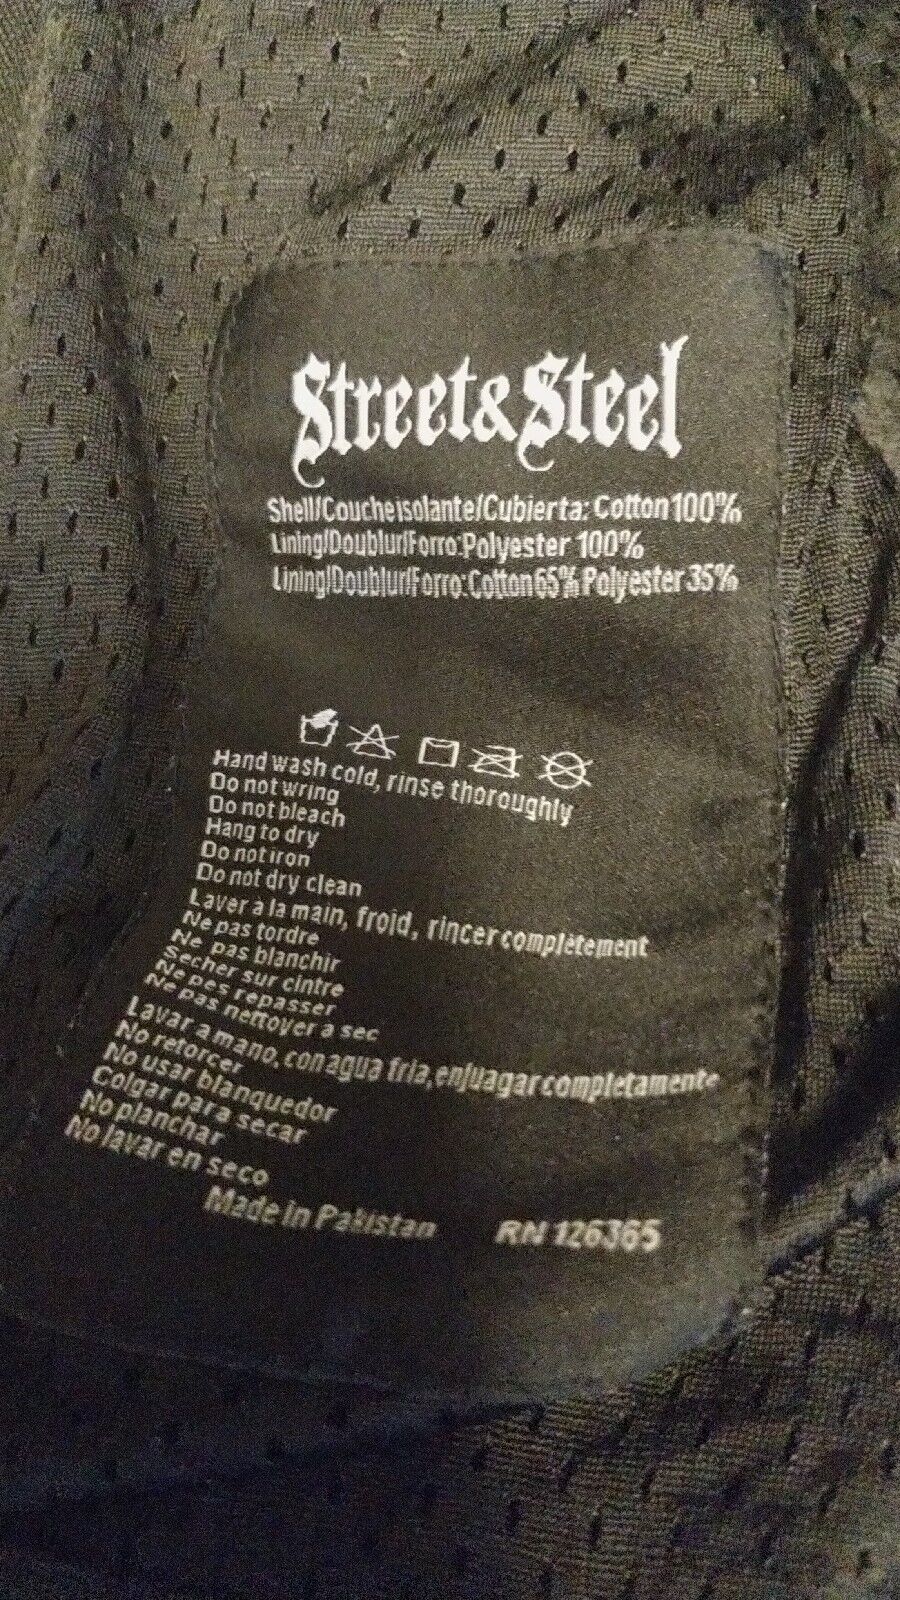 Street&Steel
Shell/Couche isolante/Cubierta: Cotton 100%
Lining/Doublur/Forro: Polyester 100%
Lining/Doublur/Forro: Cotton 65% Polyester 35%
Hand wash cold, rinse thoroughly
Do not wring
Do not bleach
Hang to dry
Do not iron
Do not dry clean
Laver a la main, froid, rincer completement
Ne pas tordre
Ne pas blanchir
Secher sur cintre
Ne pes repasser
Ne pas nettoyer a sec
Lavar a mano, con agua fria, enjuagar completamente
No retorcer
No usar blanquedor
Colgar para secar
No planchar
No lavar en seco
Made in Pakistan RN 126365